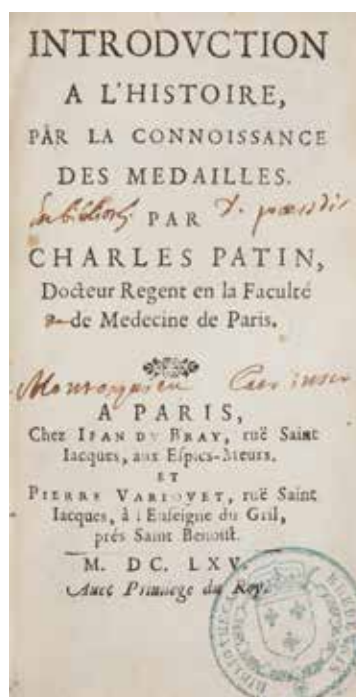 INTRODVCTION
A L'HISTOIRE,
PAR LA CONNOISSANCE
DES MEDAILLES.
PAR
CHARLES PATIN,
Docteur Regent en la Faculté
de Medecine de Paris.
A PARIS,
Chez IEAN DV BRAY, ruë Saint
Iacques, aux Espics-Meurs.
ET
PIERRE VARIQVET, ruë Saint
Iacques, à l'Enseigne du Gril,
prés Saint Benoist.
M. DC. LXV.
Auec Priuilege du Roy.